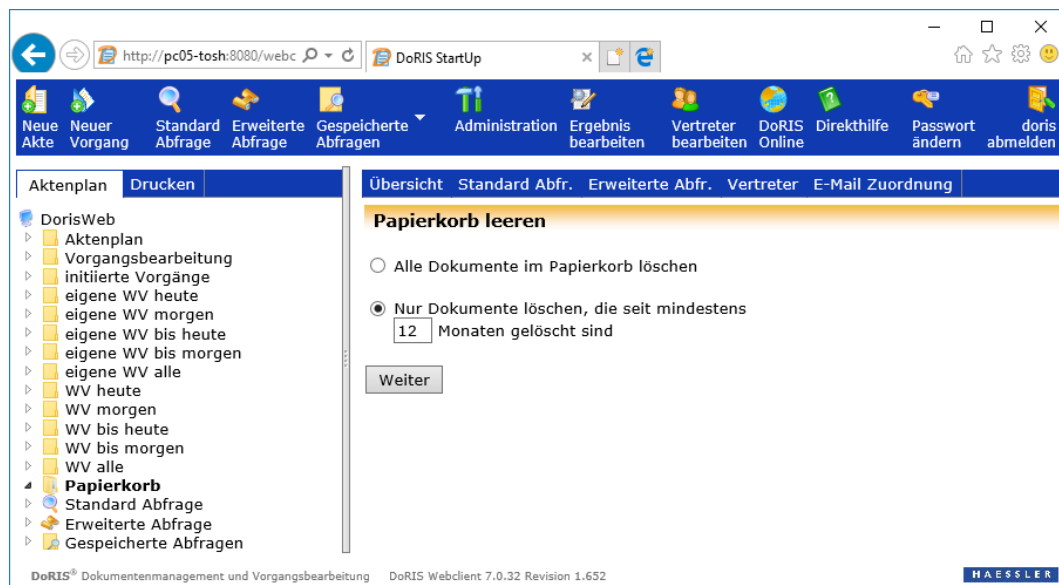 http://pc05-tosh:8080/webc
DoRIS StartUp
Neue Akte
Neuer Vorgang
Standard Abfrage
Erweiterte Abfrage
Gespeicherte Abfragen
Administration
Ergebnis bearbeiten
Vertreter bearbeiten
DoRIS Online
Direkthilfe
Passwort ändern
doris abmelden
Aktenplan Drucken
Übersicht Standard Abfr. Erweiterte Abfr. Vertreter E-Mail Zuordnung
DorisWeb
Aktenplan
Vorgangsbearbeitung
initiierte Vorgänge
eigene WV heute
eigene WV morgen
eigene WV bis heute
eigene WV bis morgen
eigene WV alle
WV heute
WV morgen
WV bis heute
WV bis morgen
WV alle
Papierkorb
Standard Abfrage
Erweiterte Abfrage
Gespeicherte Abfragen
Papierkorb leeren
Alle Dokumente im Papierkorb löschen
Nur Dokumente löschen, die seit mindestens
12 Monaten gelöscht sind
Weiter
DoRIS® Dokumentenmanagement und Vorgangsbearbeitung DoRIS Webclient 7.0.32 Revision 1.652
HAESSLER